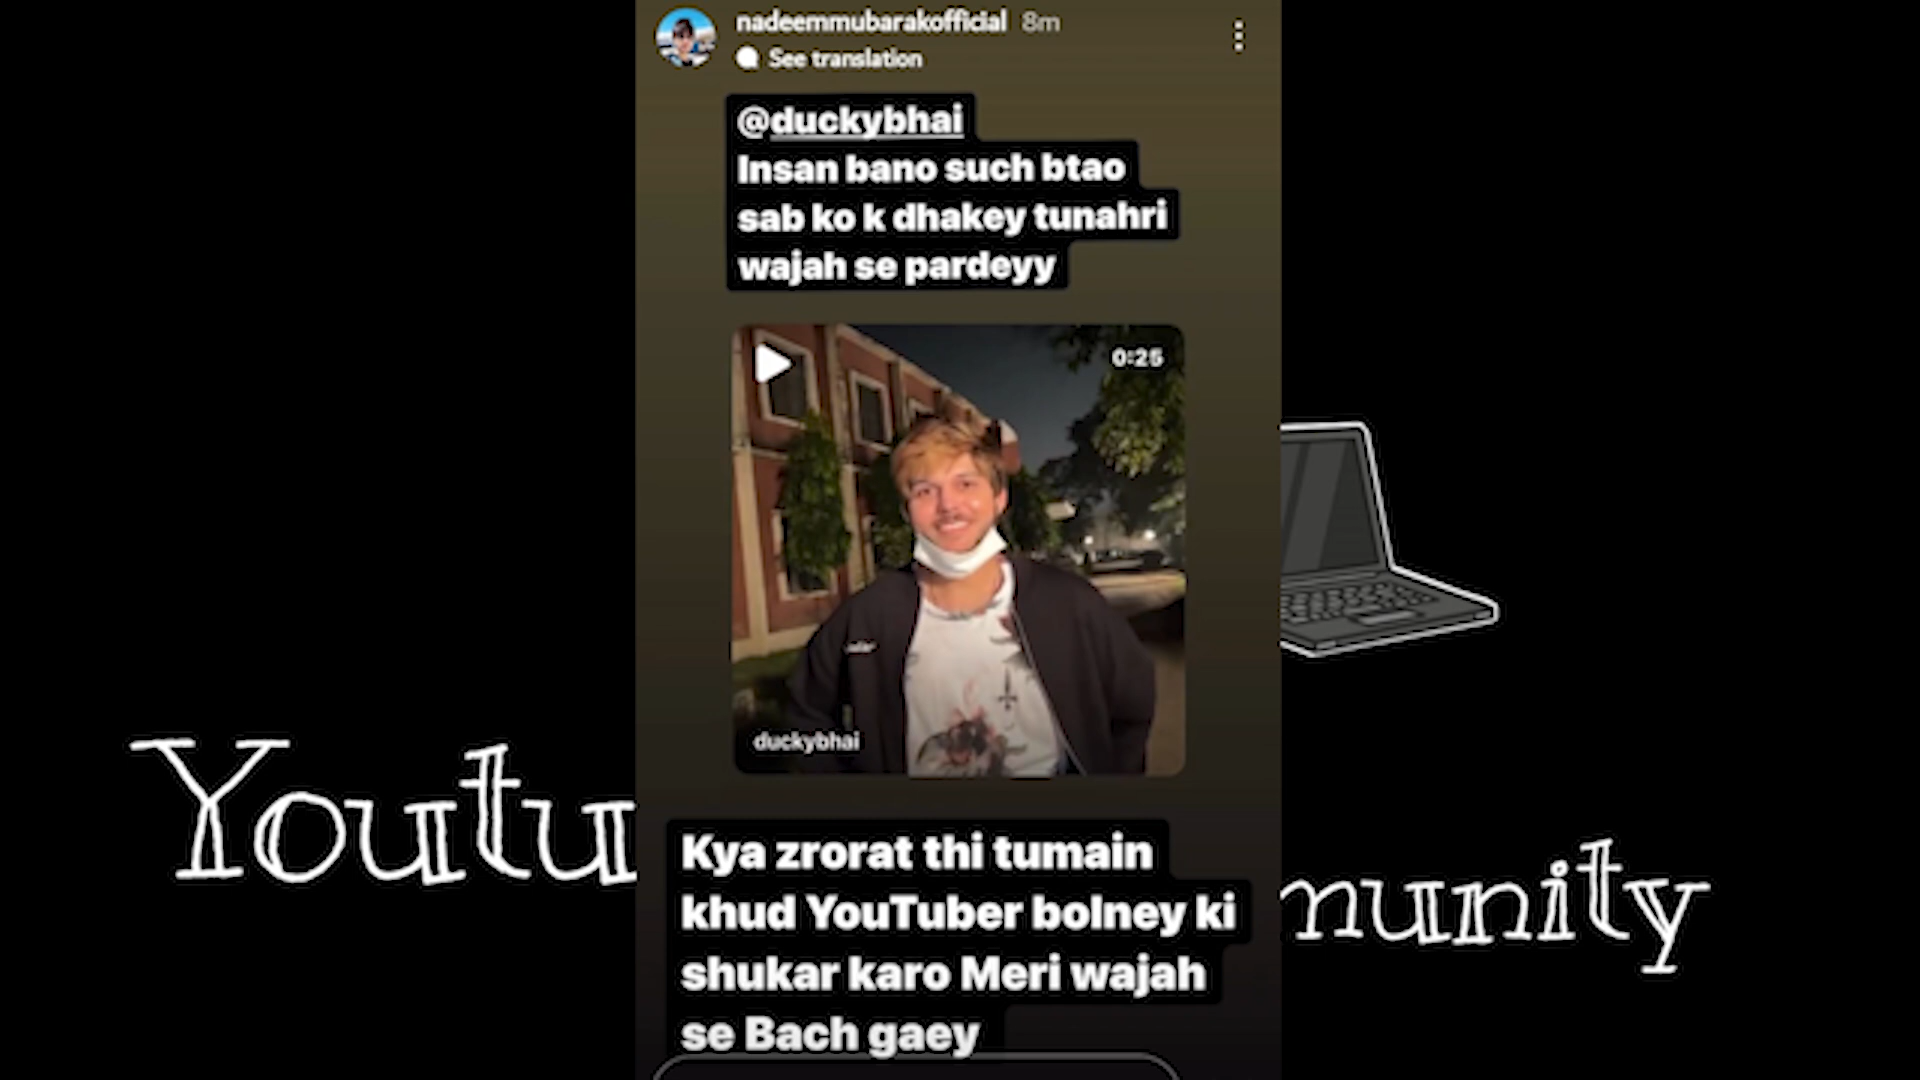 nadeemmubarakofficial 8m
See translation
@duckybhai
Insan bano such btao
sab ko k dhakey tunahri
wajah se pardeyy
0:25
duckybhai
Kya zrorat thi tumain
khud YouTuber bolney ki
shukar karo Meri wajah
se Bach gaey
Youtu
munity